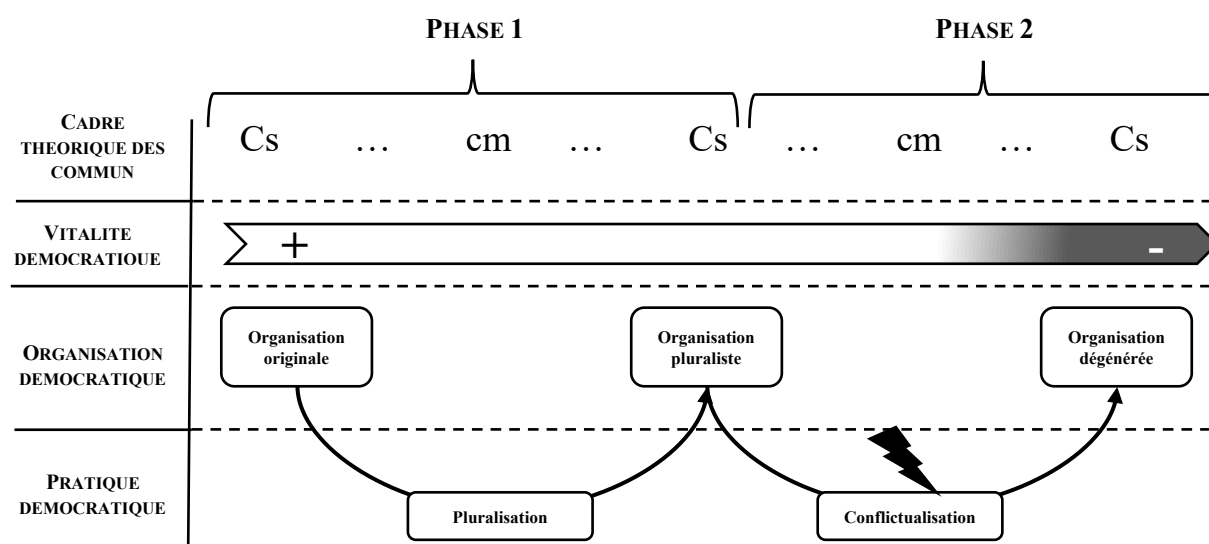 PHASE 1
PHASE 2
CADRE
THEORIQUE DES
COMMUN
Cs … cm … Cs … cm … Cs
VITALITE
DEMOCRATIQUE
+ -
ORGANISATION
DEMOCRATIQUE
Organisation
originale
Organisation
pluraliste
Organisation
dégénérée
PRATIQUE
DEMOCRATIQUE
Pluralisation
Conflictualisation